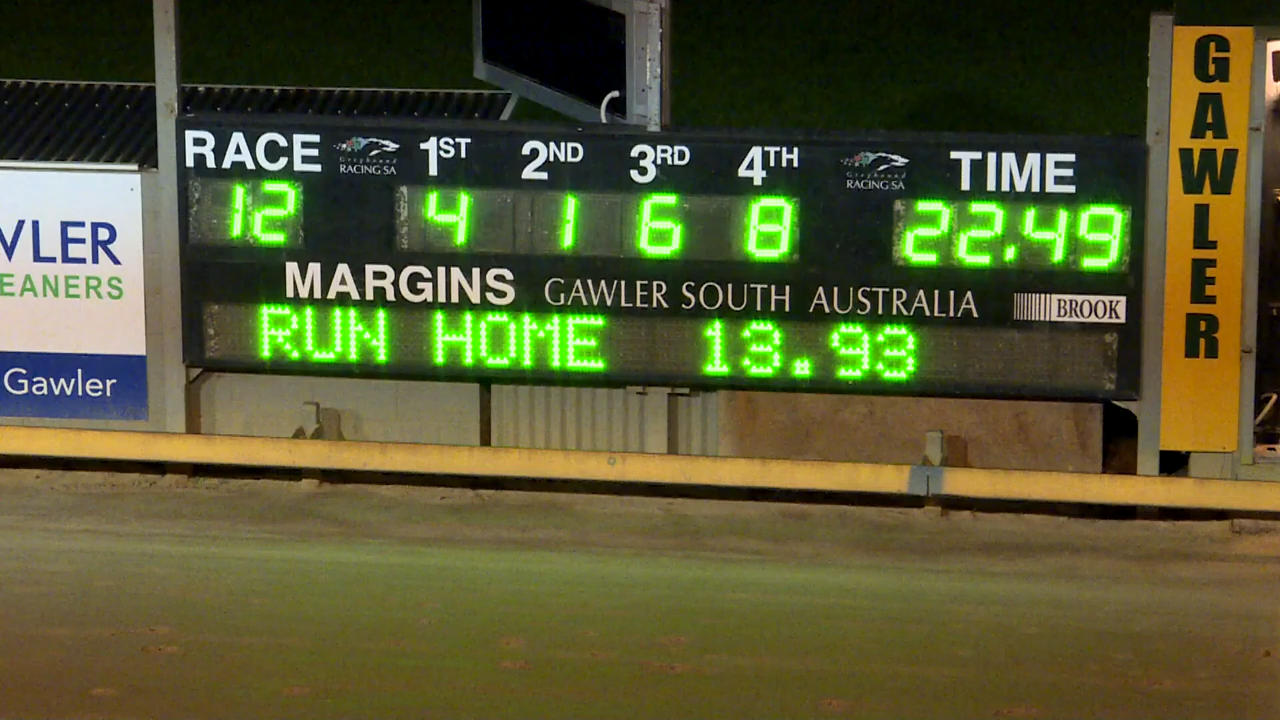 RACE
Greyhound
RACING SA
1ST
2ND
3RD
4TH
Greyhound
RACING SA
TIME
12
4
1
6
8
22.49
MARGINS
GAWLER SOUTH AUSTRALIA
BROOK
RUN HOME 13.93
WLER
EANERS
Gawler
GAWLER